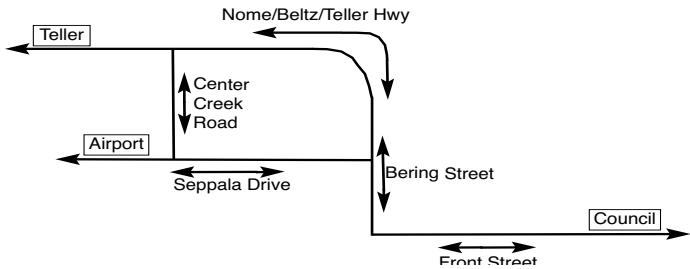 Nome/Beltz/Teller Hwy
Teller
Center
Creek
Road
Airport
Bering Street
Seppala Drive
Council
Front Street